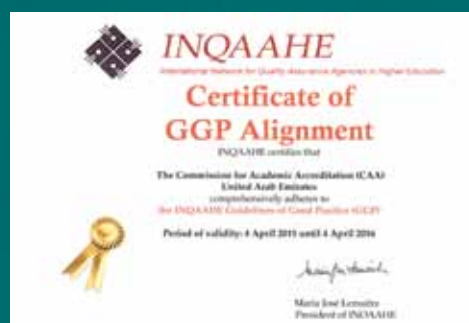 INQAAHE
International Network for Quality Assurance Agencies in Higher Education
Certificate of
GGP Alignment
INQAAHE certifies that
The Commission for Academic Accreditation (CAA)
United Arab Emirates
comprehensively adheres to
the INQAAHE Guidelines of Good Practice (GGP)
Period of validity: 4 April 2011 until 4 April 2016
Maria José Lemaitre
President of INQAAHE